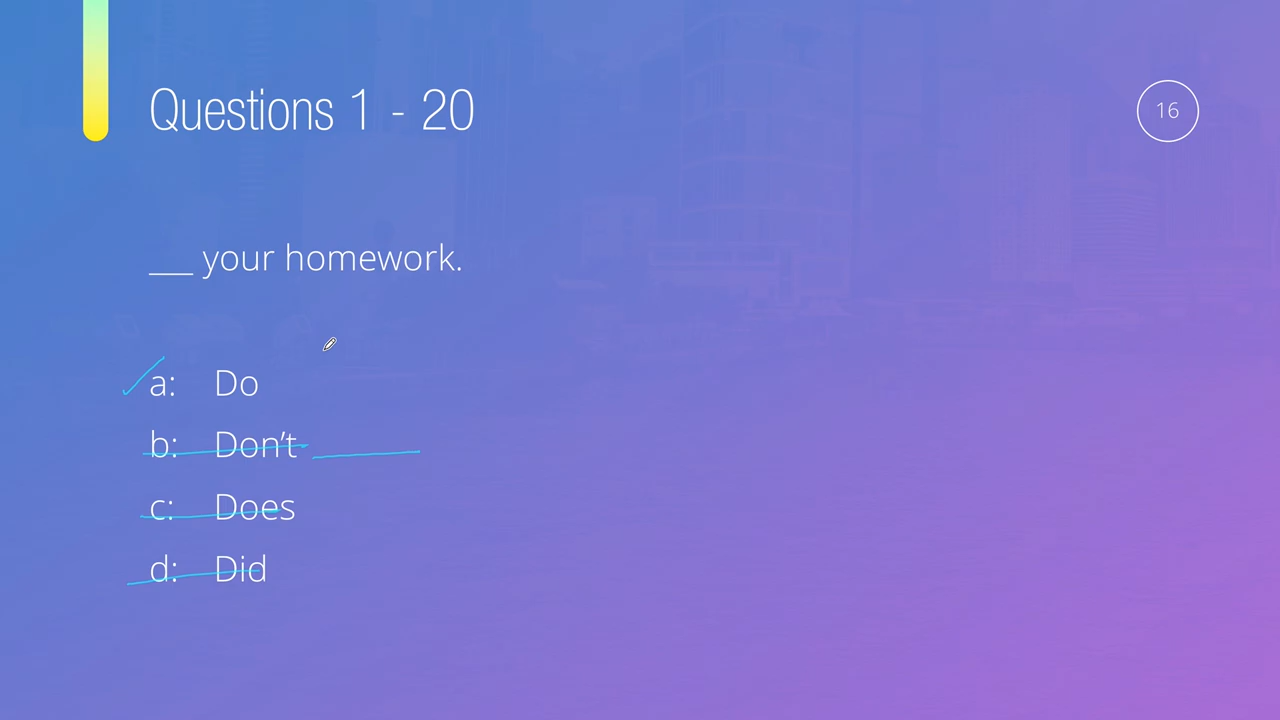 Questions 1 - 20
16
___ your homework.
a: Do
b: Don’t
c: Does
d: Did